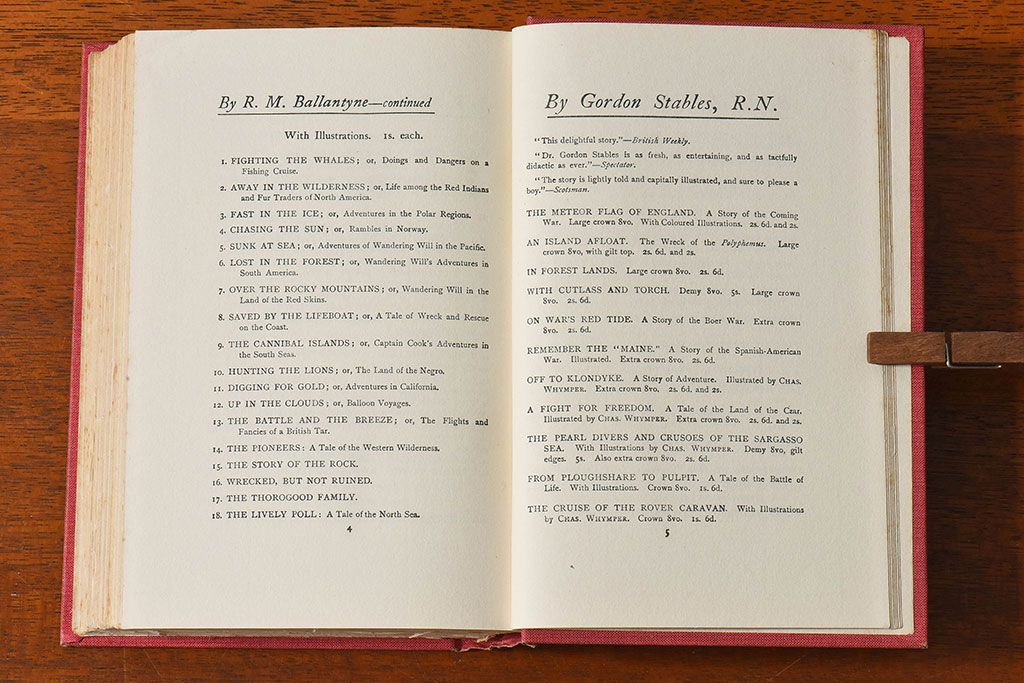 By R. M. Ballantyne—continued
With Illustrations. 1s. each.
1. FIGHTING THE WHALES; or, Doings and Dangers on a
Fishing Cruise.
2. AWAY IN THE WILDERNESS; or, Life among the Red Indians
and Fur Traders of North America.
3. FAST IN THE ICE; or, Adventures in the Polar Regions.
4. CHASING THE SUN; or, Rambles in Norway.
5. SUNK AT SEA; or, Adventures of Wandering Will in the Pacific.
6. LOST IN THE FOREST; or, Wandering Will's Adventures in
South America.
7. OVER THE ROCKY MOUNTAINS; or, Wandering Will in the
Land of the Red Skins.
8. SAVED BY THE LIFEBOAT; or, A Tale of Wreck and Rescue
on the Coast.
9. THE CANNIBAL ISLANDS; or, Captain Cook's Adventures in
the South Seas.
10. HUNTING THE LIONS; or, The Land of the Negro.
11. DIGGING FOR GOLD; or, Adventures in California.
12. UP IN THE CLOUDS; or, Balloon Voyages.
13. THE BATTLE AND THE BREEZE; or, The Flights and
Fancies of a British Tar.
14. THE PIONEERS: A Tale of the Western Wilderness.
15. THE STORY OF THE ROCK.
16. WRECKED, BUT NOT RUINED.
17. THE THOROGOOD FAMILY.
18. THE LIVELY POLL: A Tale of the North Sea.
4
By Gordon Stables, R.N.
"This delightful story."—British Weekly.
"Dr. Gordon Stables is as fresh, as entertaining, and as tactfully
didactic as ever."—Spectator.
"The story is lightly told and capitally illustrated, and sure to please a
boy."—Scotsman.
THE METEOR FLAG OF ENGLAND. A Story of the Coming
War. Large crown 8vo. With Coloured Illustrations. 2s. 6d. and 2s.
AN ISLAND AFLOAT. The Wreck of the Polyphemus. Large
crown 8vo, with gilt top. 2s. 6d. and 2s.
IN FOREST LANDS. Large crown 8vo. 2s. 6d.
WITH CUTLASS AND TORCH. Demy 8vo. 5s. Large crown
8vo. 2s. 6d.
ON WAR'S RED TIDE. A Story of the Boer War. Extra crown
8vo. 2s. 6d.
REMEMBER THE "MAINE." A Story of the Spanish-American
War. Illustrated. Extra crown 8vo. 2s. 6d.
OFF TO KLONDYKE. A Story of Adventure. Illustrated by CHAS.
WHYMPER. Extra crown 8vo. 2s. 6d. and 2s.
A FIGHT FOR FREEDOM. A Tale of the Land of the Czar.
Illustrated by CHAS. WHYMPER. Extra crown 8vo. 2s. 6d. and 2s.
THE PEARL DIVERS AND CRUSOES OF THE SARGASSO
SEA. With Illustrations by CHAS. WHYMPER. Demy 8vo, gilt
edges. 5s. Also extra crown 8vo. 2s. 6d.
FROM PLOUGHSHARE TO PULPIT. A Tale of the Battle of
Life. With Illustrations. Crown 8vo. 1s. 6d.
THE CRUISE OF THE ROVER CARAVAN. With Illustrations
by CHAS. WHYMPER. Crown 8vo. 1s. 6d.
5